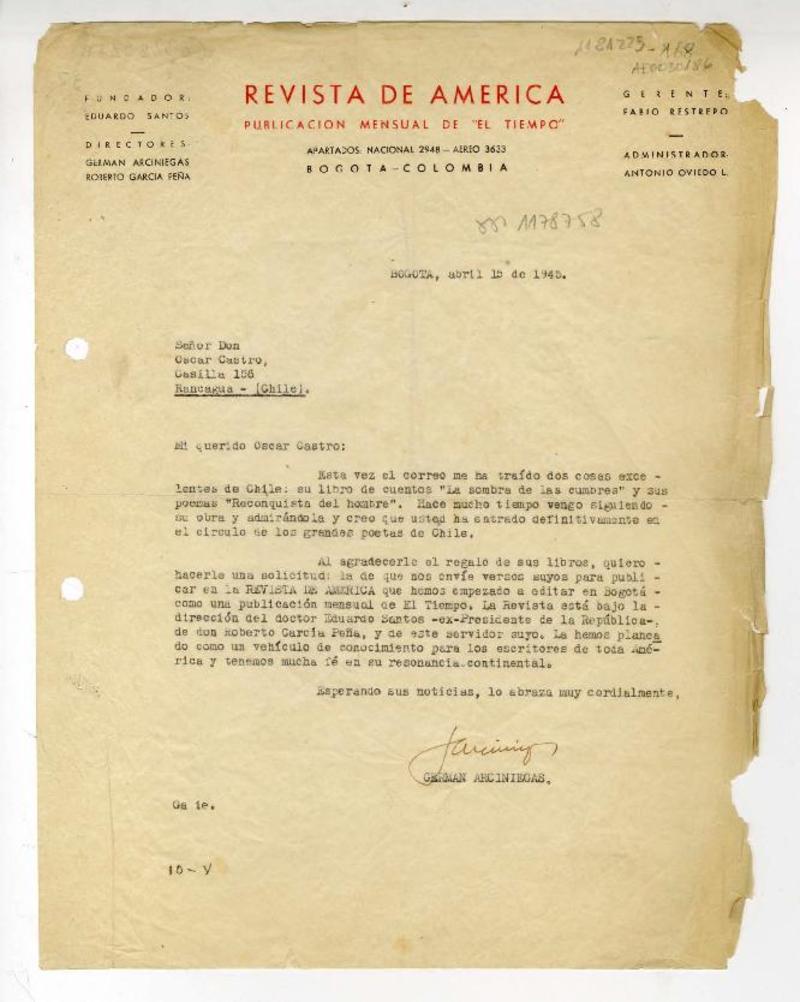 1121225-168
AE0030186
FUNDADOR:
EDUARDO SANTOS
DIRECTORES:
GERMAN ARCINIEGAS
ROBERTO GARCIA PEÑA
REVISTA DE AMERICA
PUBLICACION MENSUAL DE "EL TIEMPO"
APARTADOS: NACIONAL 2948 — AEREO 3633
BOGOTA — COLOMBIA
GERENTE:
FABIO RESTREPO
ADMINISTRADOR:
ANTONIO OVIEDO L.
1178758
BOGOTA, abril 15 de 1945.
Señor Don
Oscar Castro,
Casilla 156
Rancagua - (Chile).
Mi querido Oscar Castro:
Esta vez el correo me ha traído dos cosas exce -
lentes de Chile: su libro de cuentos "La sombra de las cumbres" y sus
poemas "Reconquista del hombre". Hace mucho tiempo vengo siguiendo -
su obra y admirándola y creo que usted ha entrado definitivamente en
el círculo de los grandes poetas de Chile.
Al agradecerle el regalo de sus libros, quiero -
hacerle una solicitud: la de que nos envíe versos suyos para publi -
car en la REVISTA DE AMERICA que hemos empezado a editar en Bogotá -
como una publicación mensual de El Tiempo. La Revista está bajo la -
dirección del doctor Eduardo Santos -ex-Presidente de la República-,
de don Roberto García Peña, y de este servidor suyo. La hemos planea
do como un vehículo de conocimiento para los escritores de toda Amé-
rica y tenemos mucha fé en su resonancia continental.
Esperando sus noticias, lo abraza muy cordialmente,
Arciniegas
GERMAN ARCINIEGAS.
Ga ie.
10-V